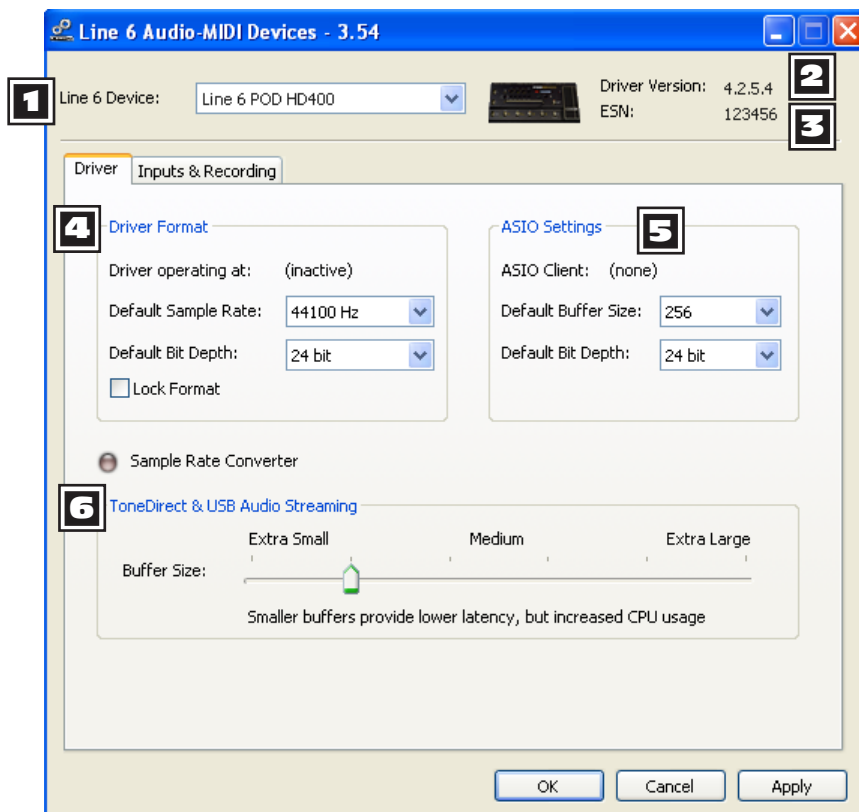 Line 6 Audio-MIDI Devices - 3.54
1
Line 6 Device:
Line 6 POD HD400
Driver Version: 4.2.5.4
2
ESN: 123456
3
Driver
Inputs & Recording
4
Driver Format
Driver operating at: (inactive)
Default Sample Rate: 44100 Hz
Default Bit Depth: 24 bit
Lock Format
ASIO Settings
5
ASIO Client: (none)
Default Buffer Size: 256
Default Bit Depth: 24 bit
Sample Rate Converter
6
ToneDirect & USB Audio Streaming
Extra Small Medium Extra Large
Buffer Size:
Smaller buffers provide lower latency, but increased CPU usage
OK Cancel Apply